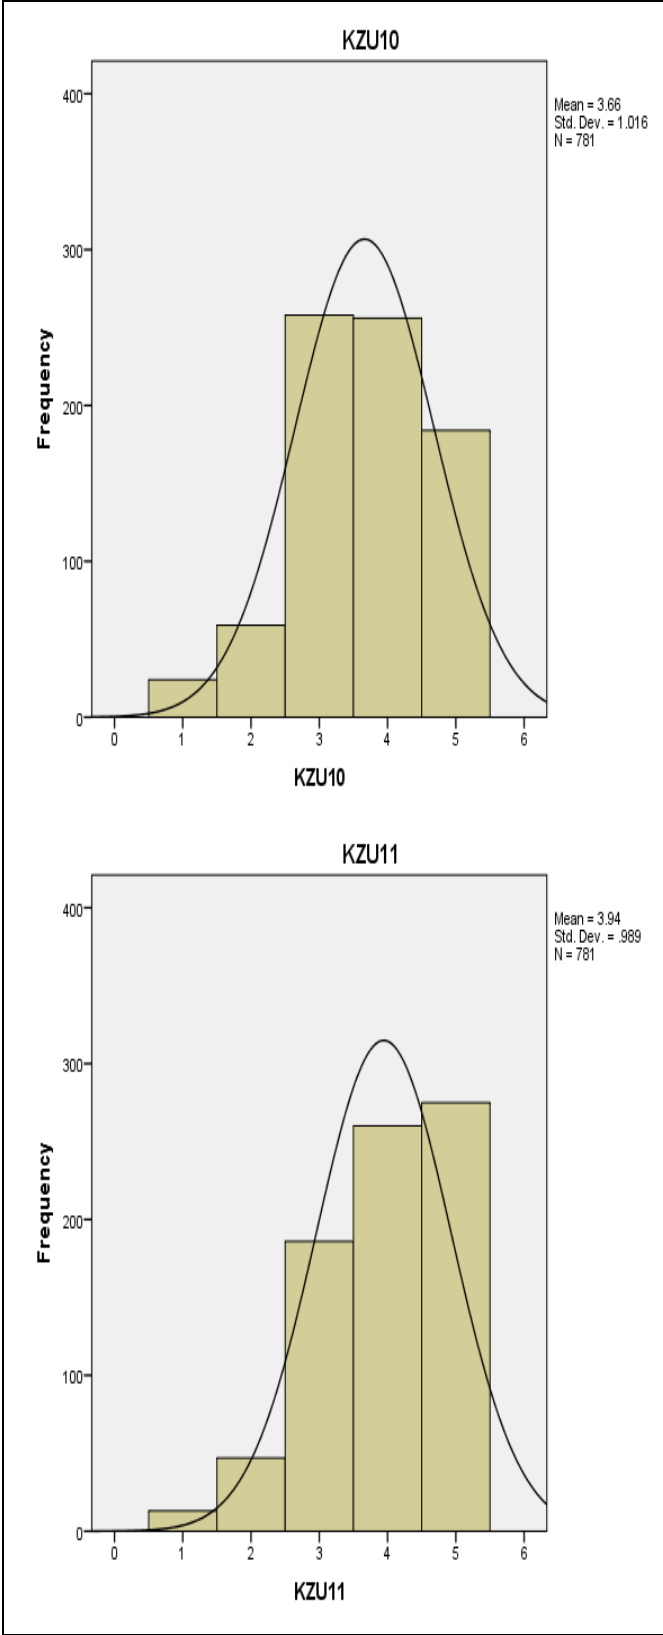 KZU10
400
Mean = 3.66
Std. Dev. = 1.016
N = 781
300
Frequency
200
100
0
0 1 2 3 4 5 6
KZU10
KZU11
400
Mean = 3.94
Std. Dev. = .989
N = 781
300
Frequency
200
100
0
0 1 2 3 4 5 6
KZU11